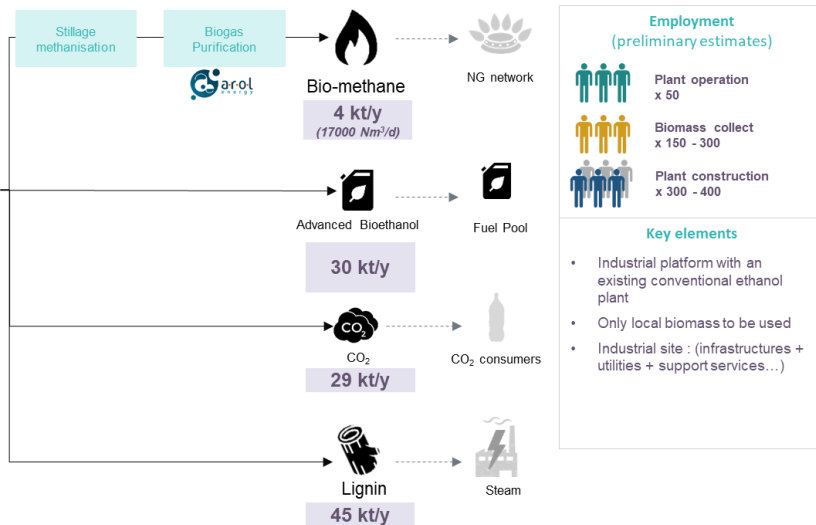 Stillage
methanisation
Biogas
Purification
arol
energy
Bio-methane
4 kt/y
(17000 Nm³/d)
NG network
Advanced Bioethanol
30 kt/y
Fuel Pool
CO₂
CO₂
29 kt/y
CO₂ consumers
Lignin
45 kt/y
Steam
Employment
(preliminary estimates)
Plant operation
x 50
Biomass collect
x 150 - 300
Plant construction
x 300 - 400
Key elements
• Industrial platform with an
existing conventional ethanol
plant
• Only local biomass to be used
• Industrial site : (infrastructures +
utilities + support services…)